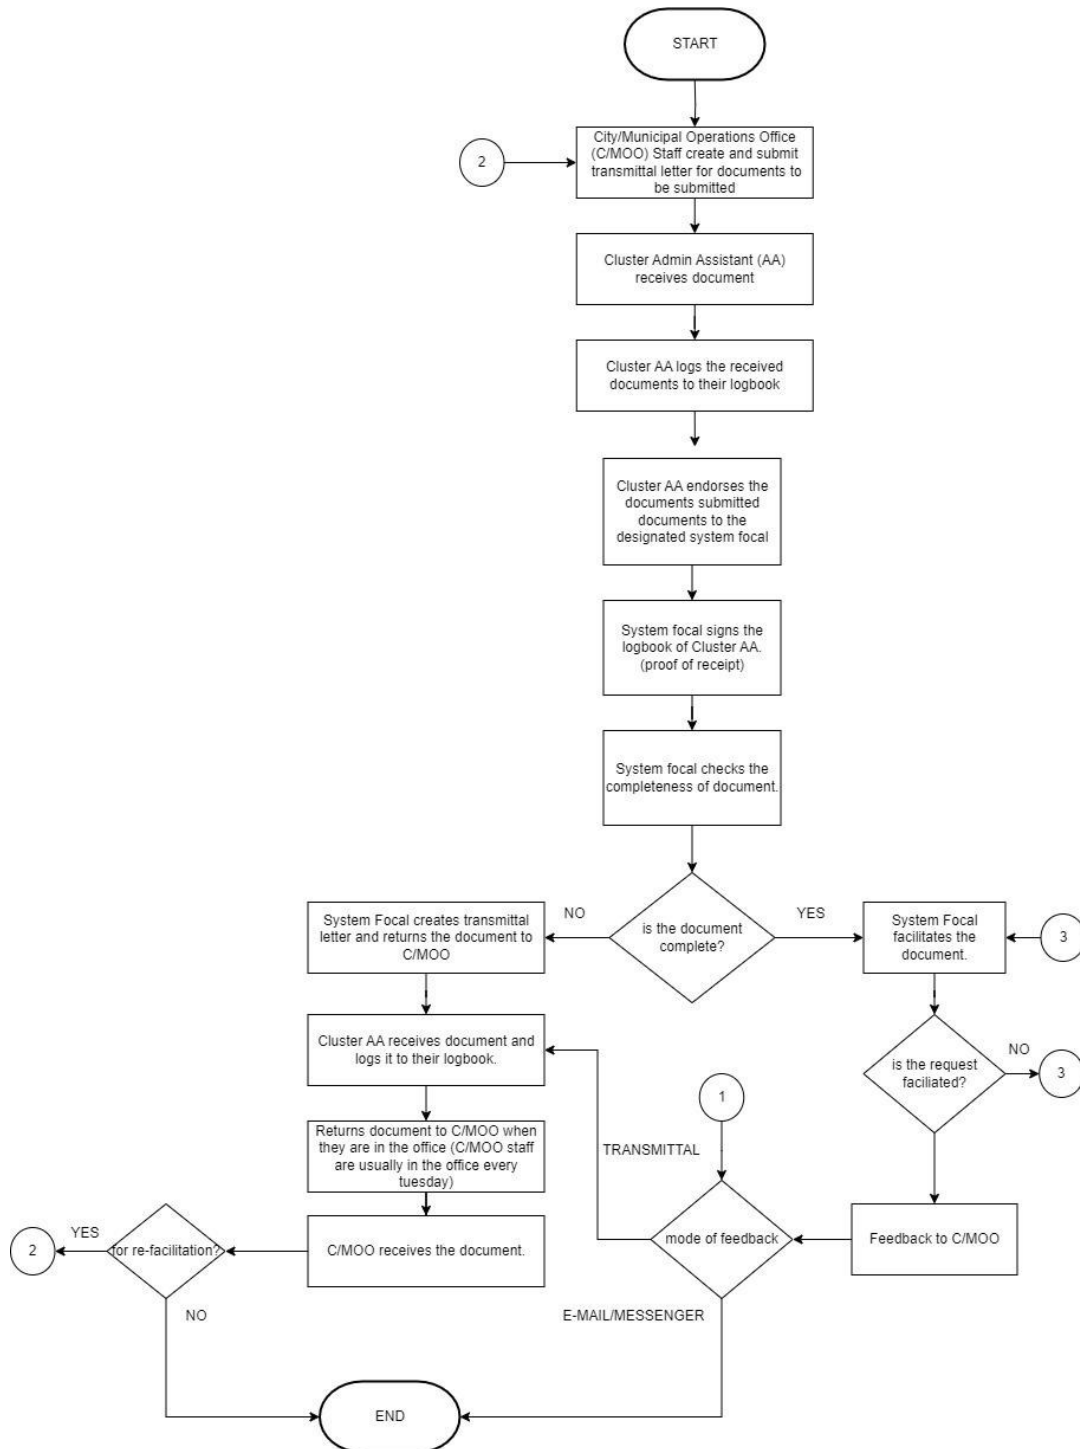 START
2
City/Municipal Operations Office
(C/MOO) Staff create and submit
transmittal letter for documents to
be submitted
Cluster Admin Assistant (AA)
receives document
Cluster AA logs the received
documents to their logbook
Cluster AA endorses the
documents submitted
documents to the
designated system focal
System focal signs the
logbook of Cluster AA.
(proof of receipt)
System focal checks the
completeness of document.
is the document
complete?
NO
YES
System Focal creates transmittal
letter and returns the document to
C/MOO
System Focal
facilitates the
document.
3
Cluster AA receives document and
logs it to their logbook.
is the request
faciliated?
NO
3
1
Returns document to C/MOO when
they are in the office (C/MOO staff
are usually in the office every
tuesday)
TRANSMITTAL
mode of feedback
Feedback to C/MOO
C/MOO receives the document.
for re-facilitation?
YES
2
NO
E-MAIL/MESSENGER
END